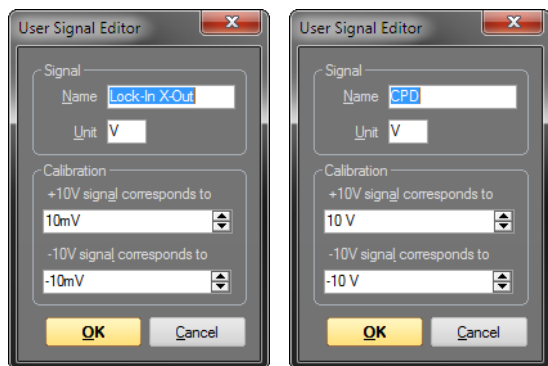 User Signal Editor
Signal
Name Lock-In X-Out
Unit V
Calibration
+10V signal corresponds to
10mV
-10V signal corresponds to
-10mV
OK Cancel
User Signal Editor
Signal
Name CPD
Unit V
Calibration
+10V signal corresponds to
10 V
-10V signal corresponds to
-10 V
OK Cancel